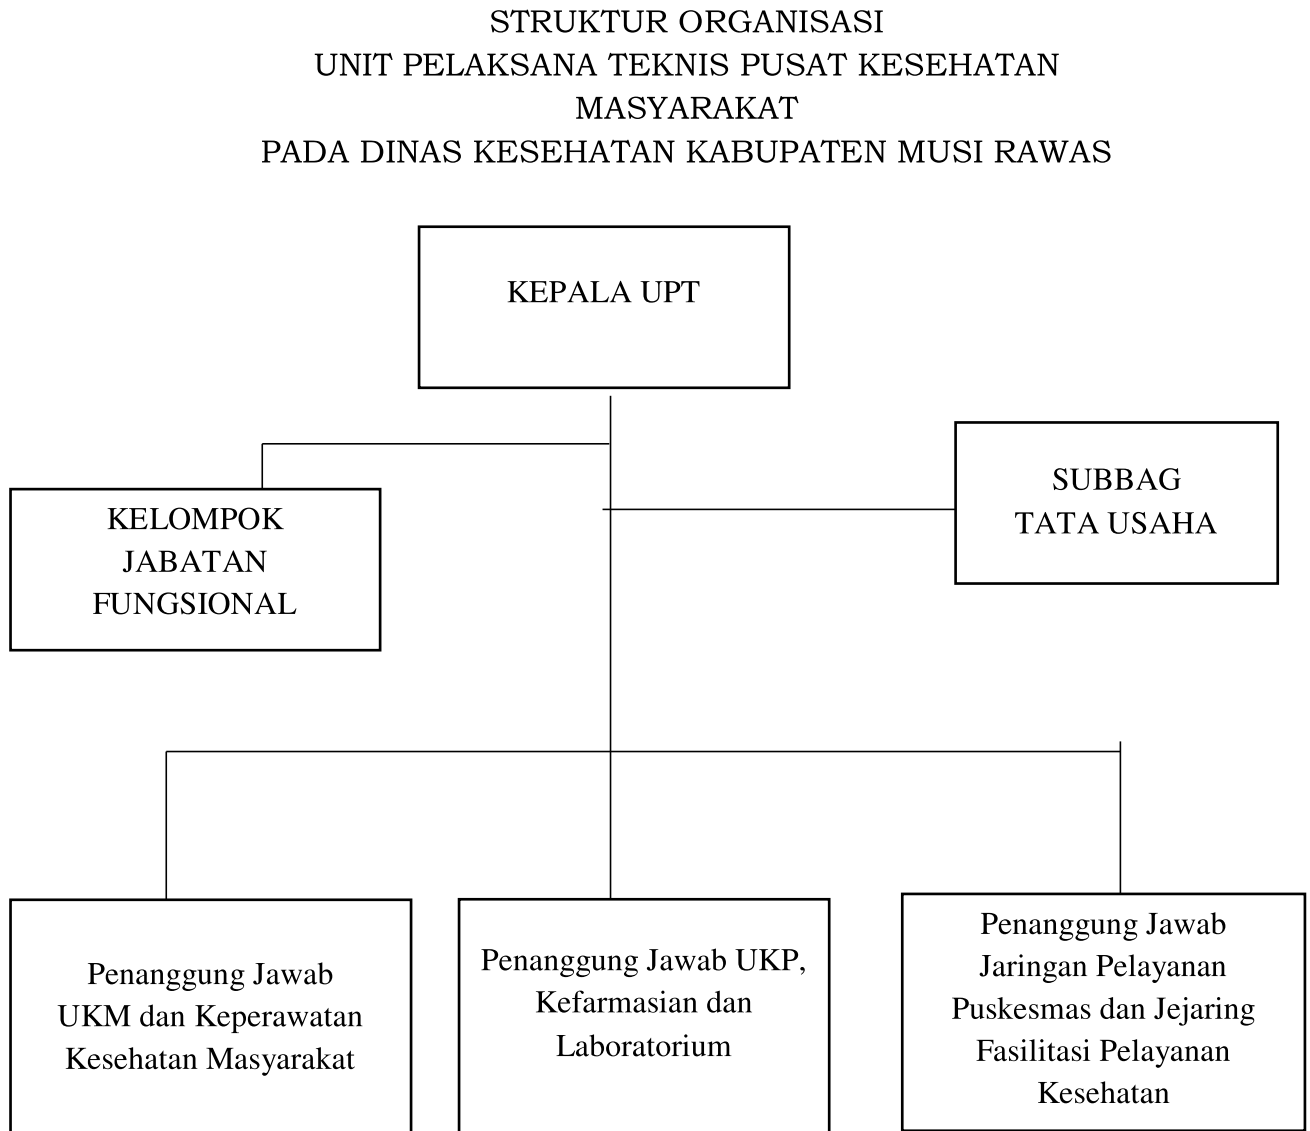 STRUKTUR ORGANISASI
UNIT PELAKSANA TEKNIS PUSAT KESEHATAN
MASYARAKAT
PADA DINAS KESEHATAN KABUPATEN MUSI RAWAS
KEPALA UPT
SUBBAG
TATA USAHA
KELOMPOK
JABATAN
FUNGSIONAL
Penanggung Jawab
UKM dan Keperawatan
Kesehatan Masyarakat
Penanggung Jawab UKP,
Kefarmasian dan
Laboratorium
Penanggung Jawab
Jaringan Pelayanan
Puskesmas dan Jejaring
Fasilitasi Pelayanan
Kesehatan